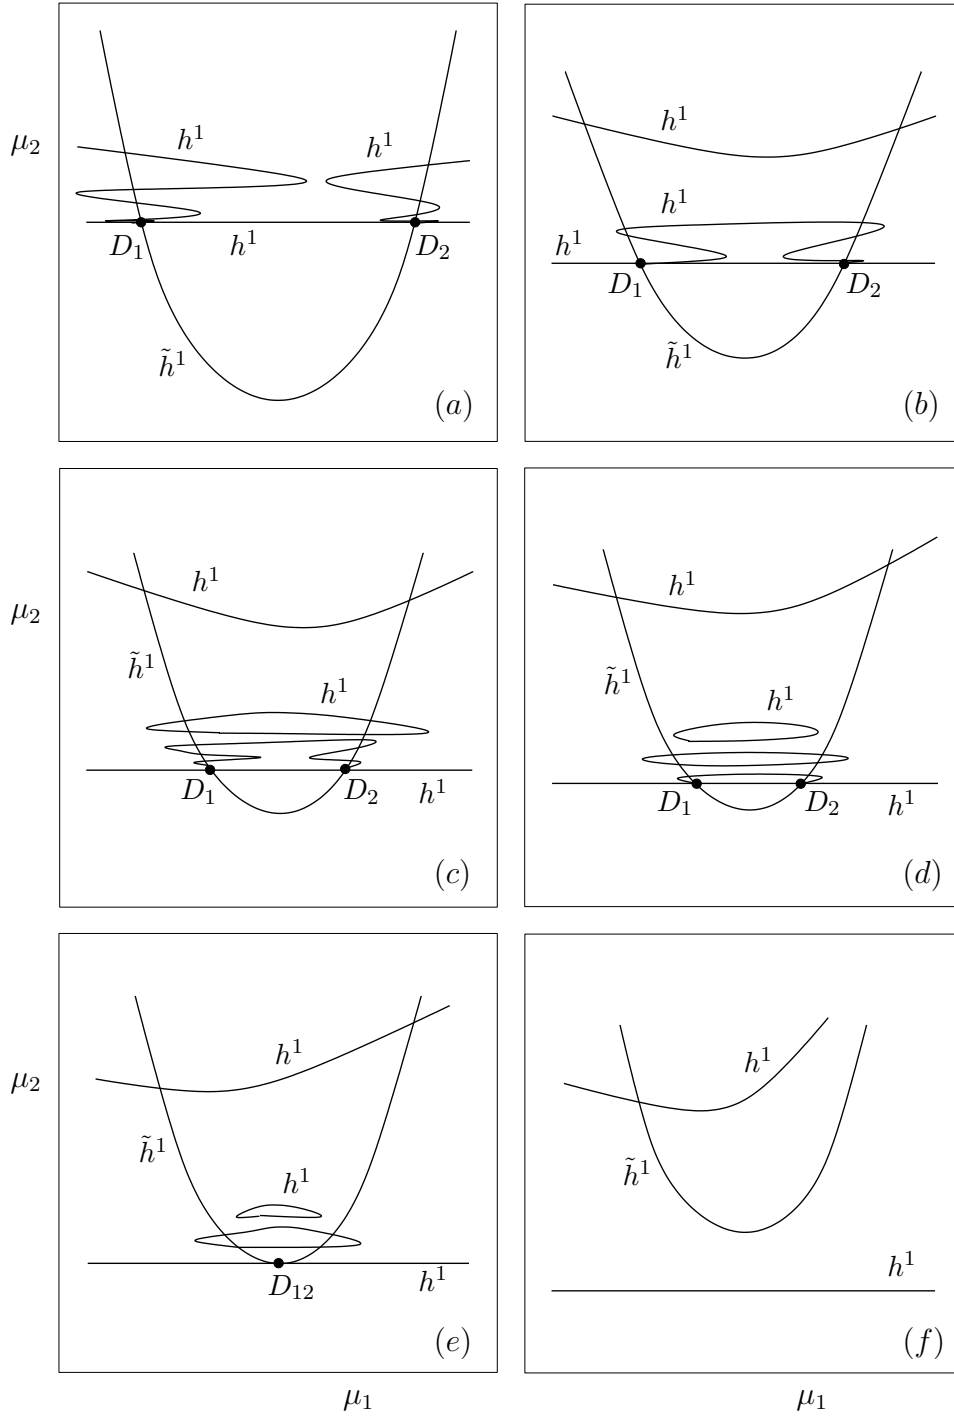 μ₂ h¹ h¹ h¹
D₁ h¹ D₂ h¹ D₁ D₂
h̃¹ h̃¹
(a) (b)
μ₂ h¹ h¹
h̃¹ h¹ h̃¹ h¹
D₁ D₂ h¹ D₁ D₂ h¹
(c) (d)
μ₂ h¹ h¹
h̃¹ h¹ h̃¹
D₁₂ h¹ h¹
(e) (f)
μ₁ μ₁